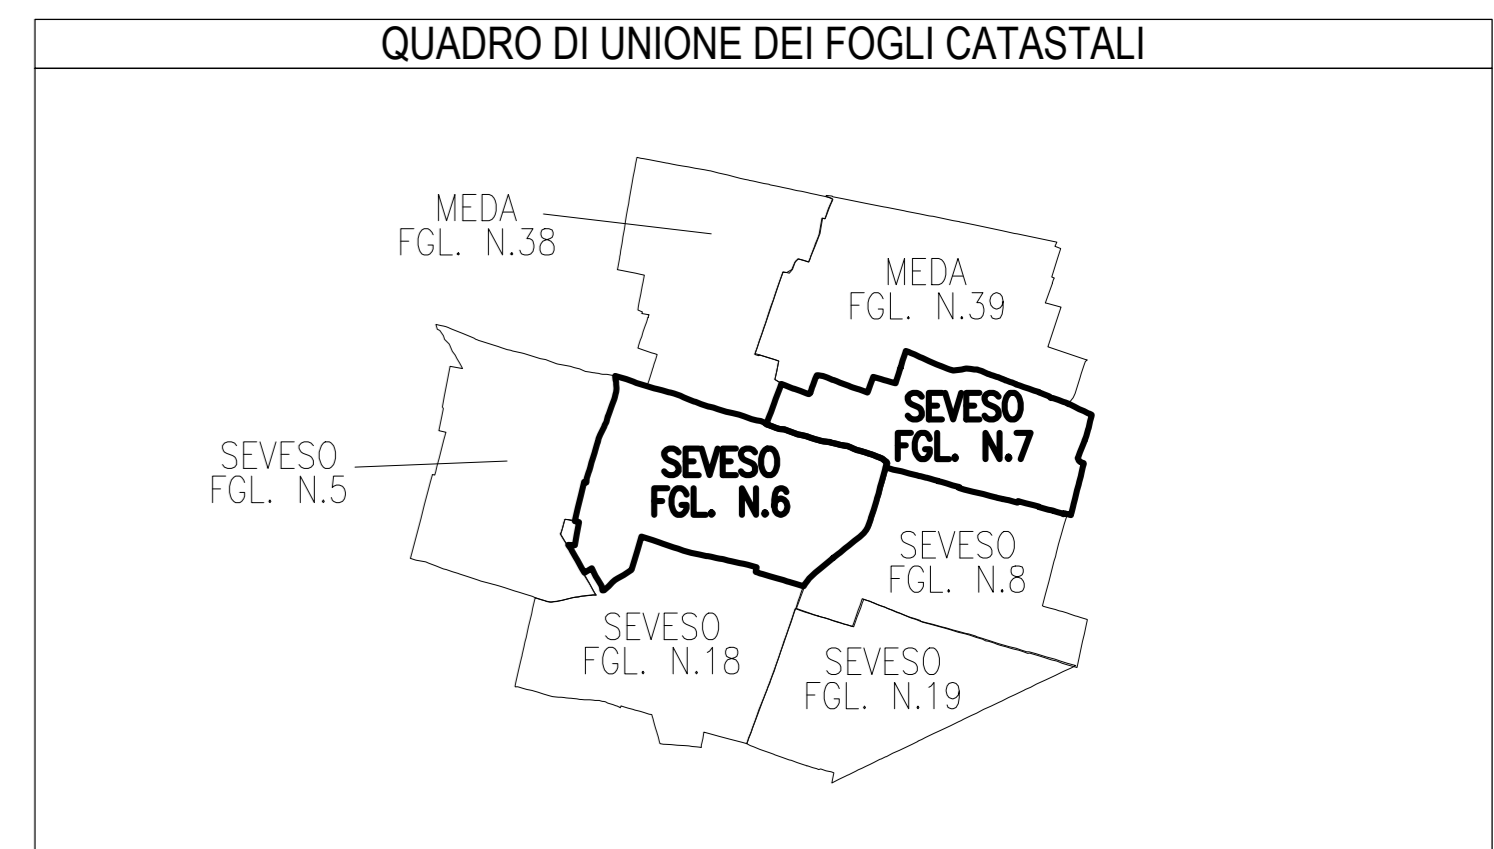 QUADRO DI UNIONE DEI FOGLI CATASTALI
MEDA
FGL. N.38
MEDA
FGL. N.39
SEVESO
FGL. N.7
SEVESO
FGL. N.5
SEVESO
FGL. N.6
SEVESO
FGL. N.8
SEVESO
FGL. N.18
SEVESO
FGL. N.19